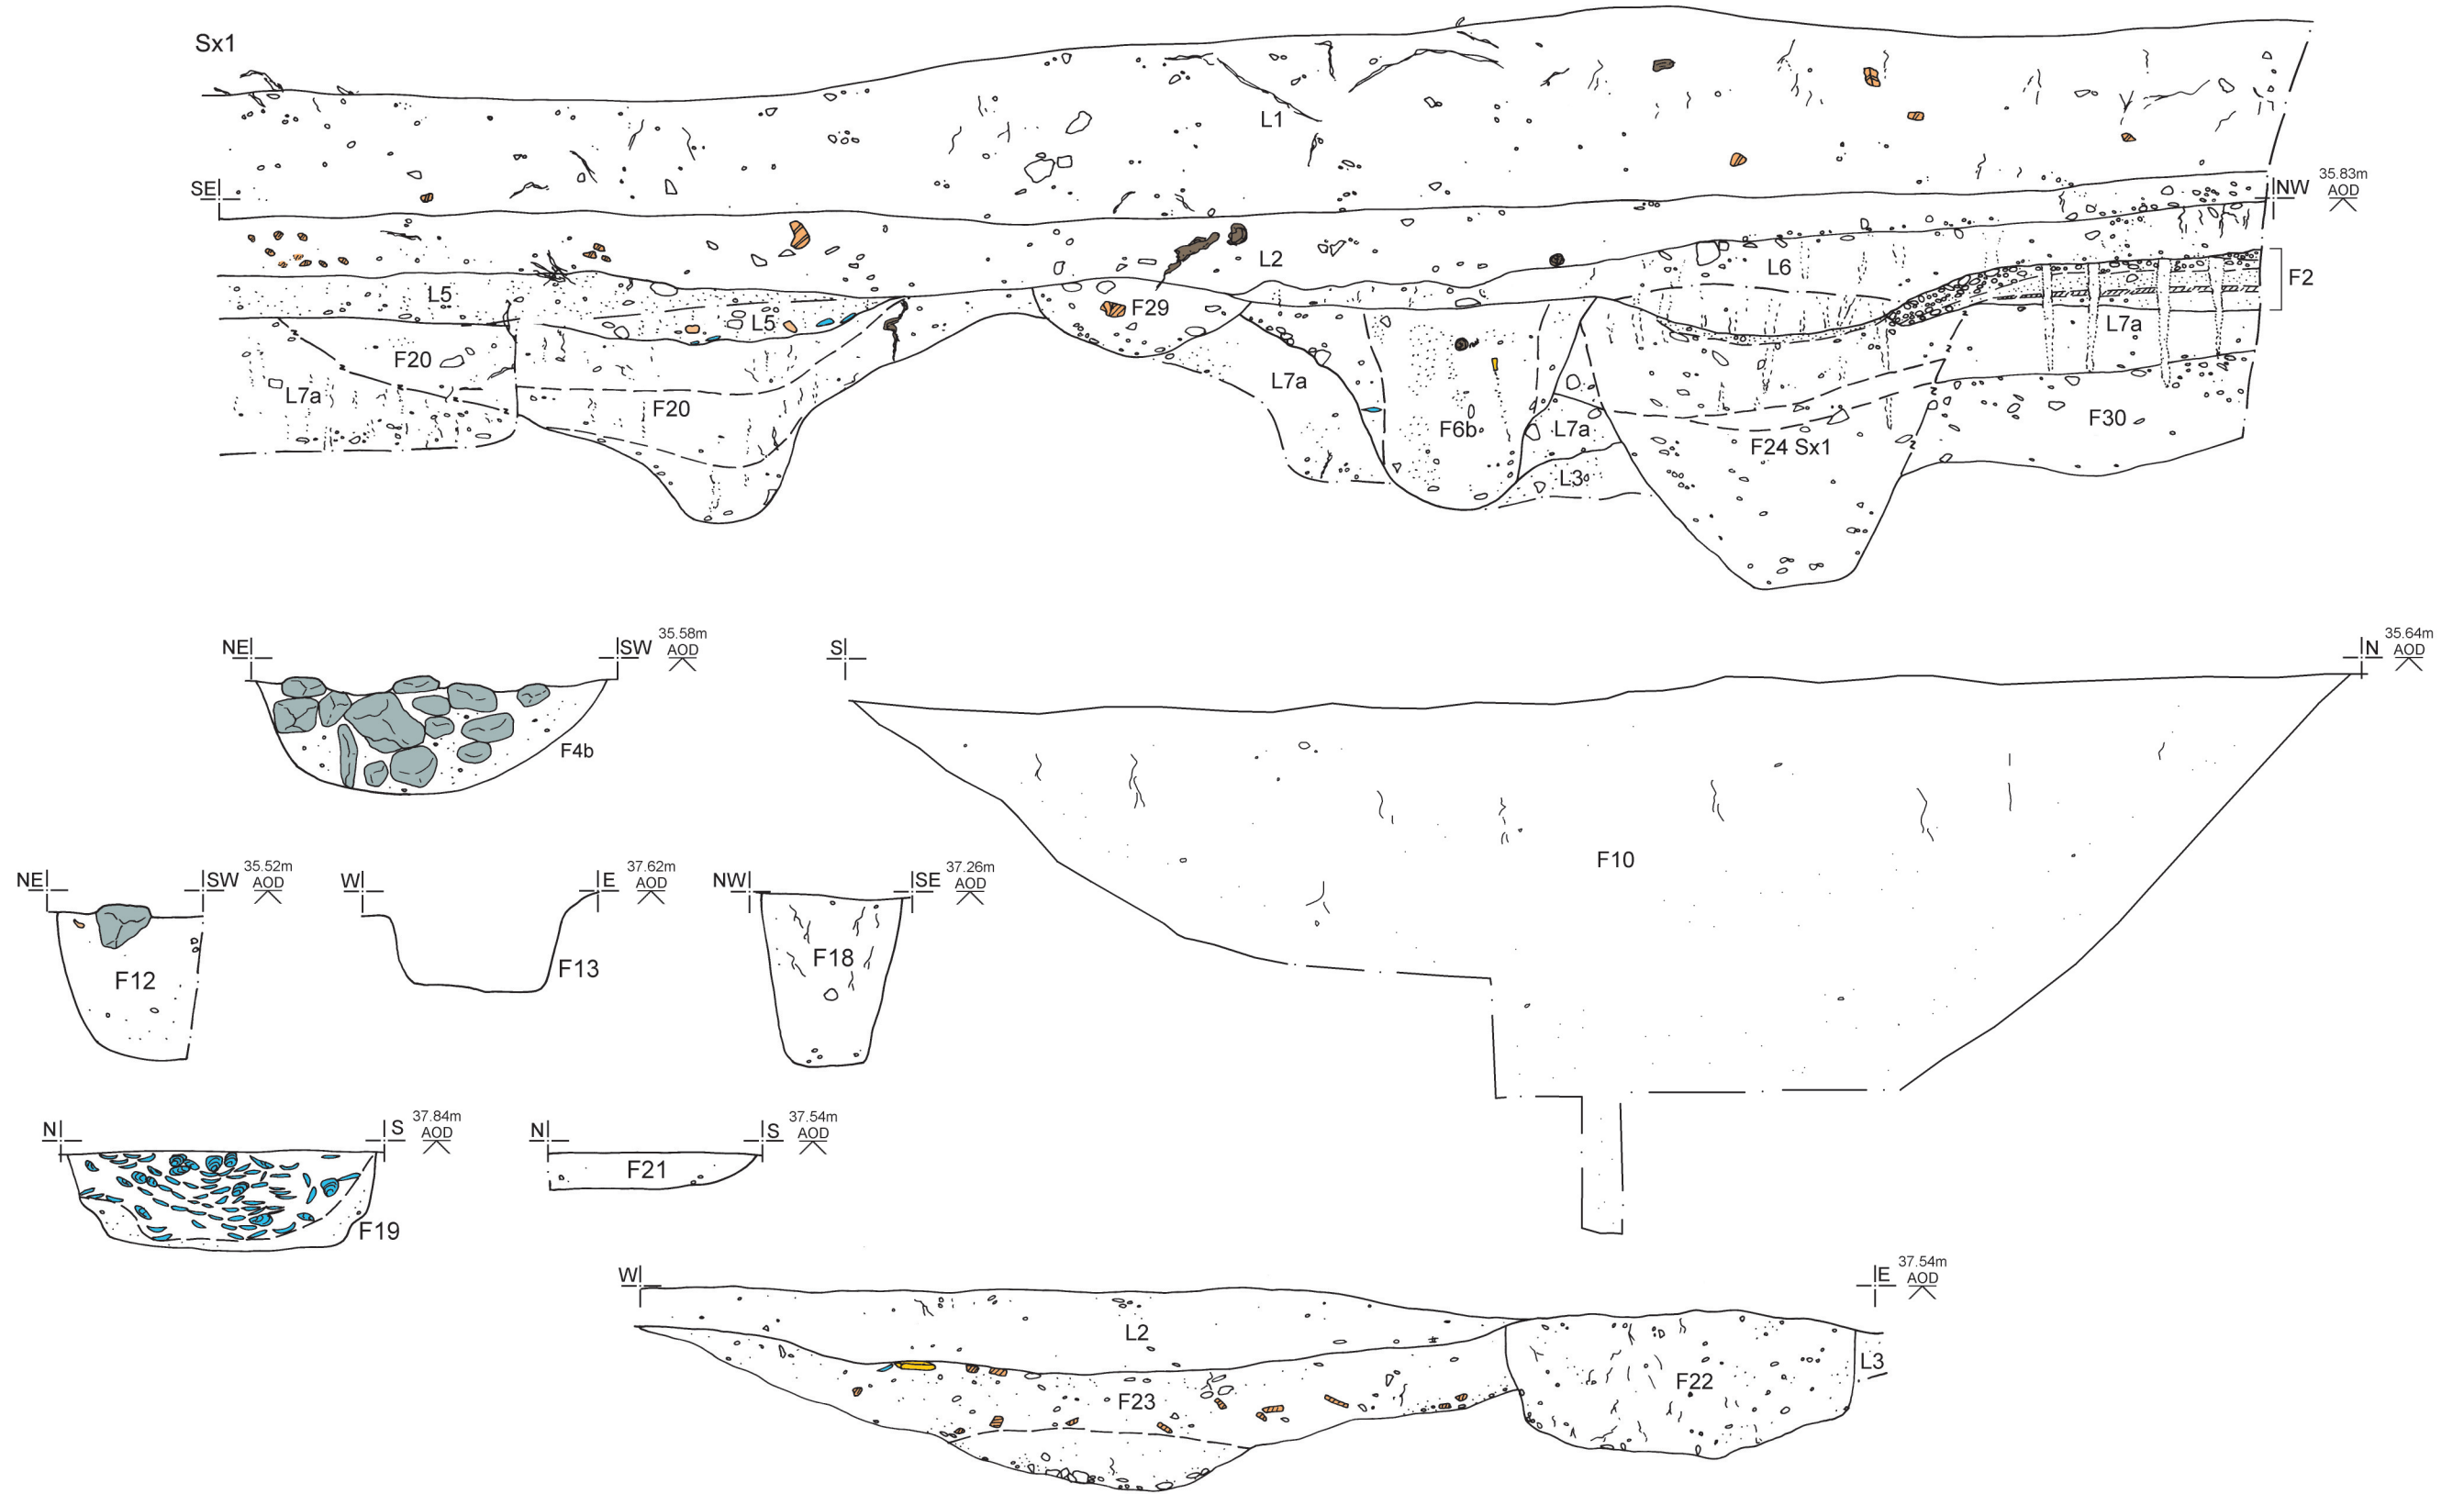 Sx1
L1
SE
NW
35.83m
AOD
L2
L6
F2
L5
L5
F29
L7a
F20
L7a
L7a
F20
F6b
L7a
F24 Sx1
F30
L3
NE
SW
35.58m
AOD
F4b
S
N
35.64m
AOD
F10
NE
SW
35.52m
AOD
F12
W
E
37.62m
AOD
F13
NW
SE
37.26m
AOD
F18
N
S
37.84m
AOD
F19
N
S
37.54m
AOD
F21
W
E
37.54m
AOD
L2
L3
F23
F22